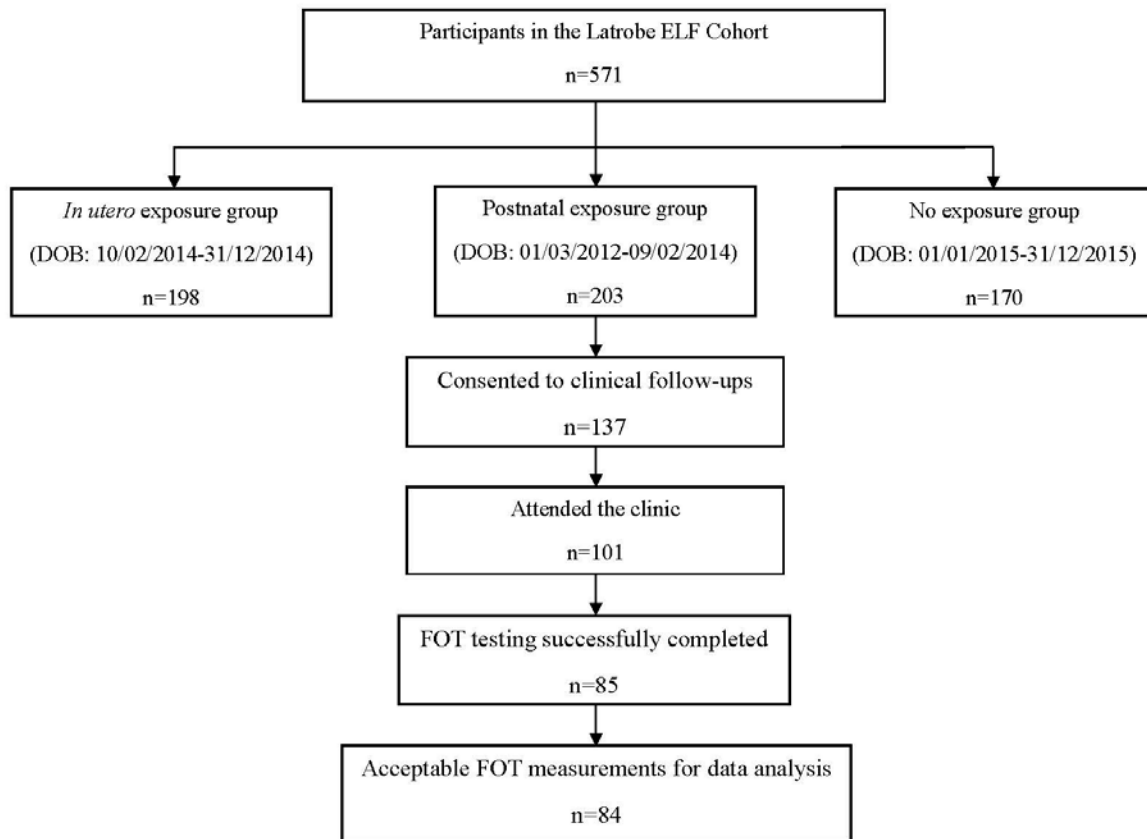 Participants in the Latrobe ELF Cohort
n=571
In utero exposure group
(DOB: 10/02/2014-31/12/2014)
n=198
Postnatal exposure group
(DOB: 01/03/2012-09/02/2014)
n=203
No exposure group
(DOB: 01/01/2015-31/12/2015)
n=170
Consented to clinical follow-ups
n=137
Attended the clinic
n=101
FOT testing successfully completed
n=85
Acceptable FOT measurements for data analysis
n=84